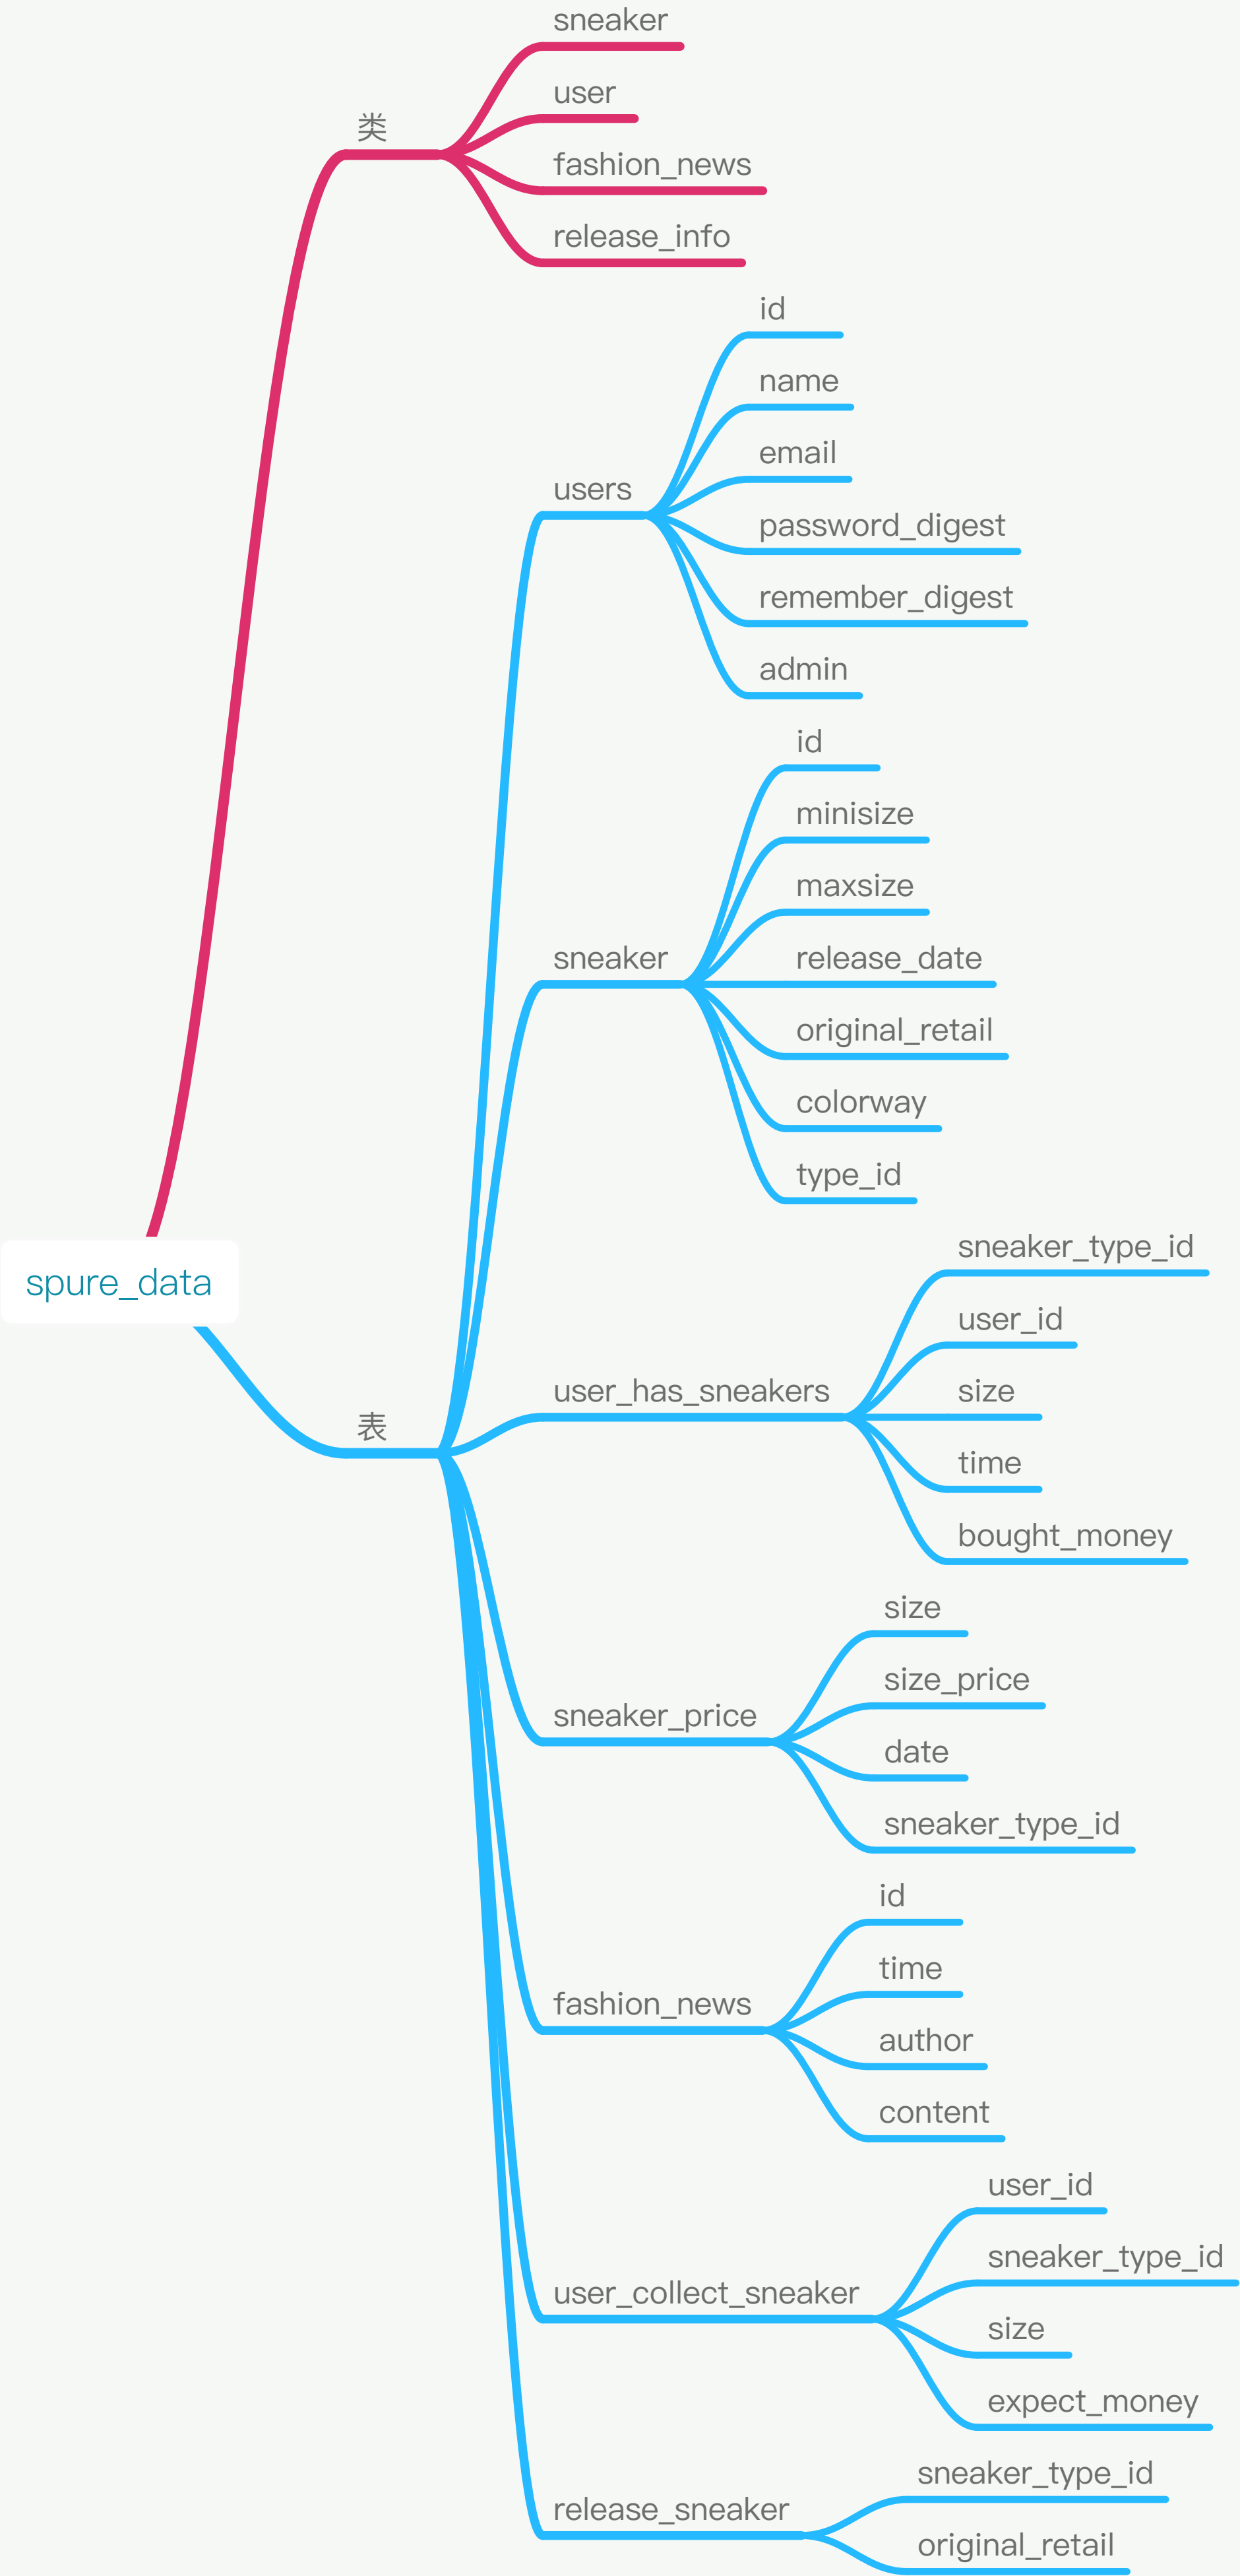 spure_data
类
sneaker
user
fashion_news
release_info
表
users
id
name
email
password_digest
remember_digest
admin
sneaker
id
minisize
maxsize
release_date
original_retail
colorway
type_id
user_has_sneakers
sneaker_type_id
user_id
size
time
bought_money
sneaker_price
size
size_price
date
sneaker_type_id
fashion_news
id
time
author
content
user_collect_sneaker
user_id
sneaker_type_id
size
expect_money
release_sneaker
sneaker_type_id
original_retail